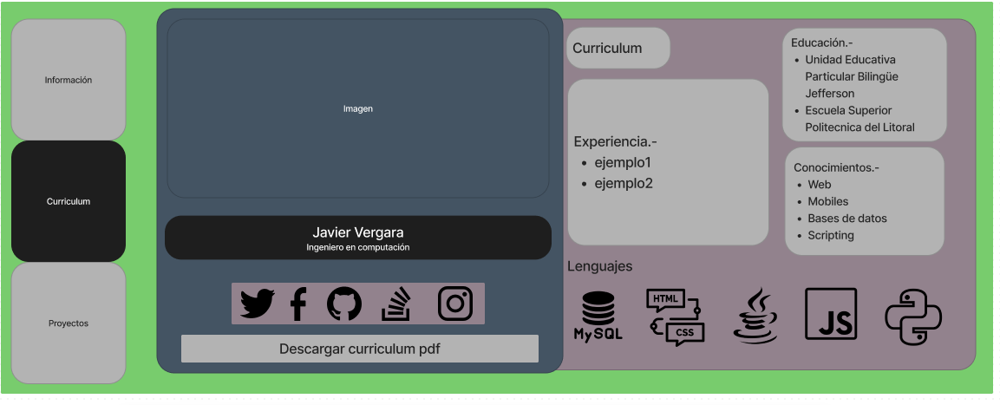 Información
Curriculum
Proyectos
Imagen
Javier Vergara
Ingeniero en computación
Descargar curriculum pdf
Curriculum
Experiencia.-
• ejemplo1
• ejemplo2
Educación.-
• Unidad Educativa
Particular Bilingüe
Jefferson
• Escuela Superior
Politecnica del Litoral
Conocimientos.-
• Web
• Mobiles
• Bases de datos
• Scripting
Lenguajes
MySQL
HTML
CSS
JS